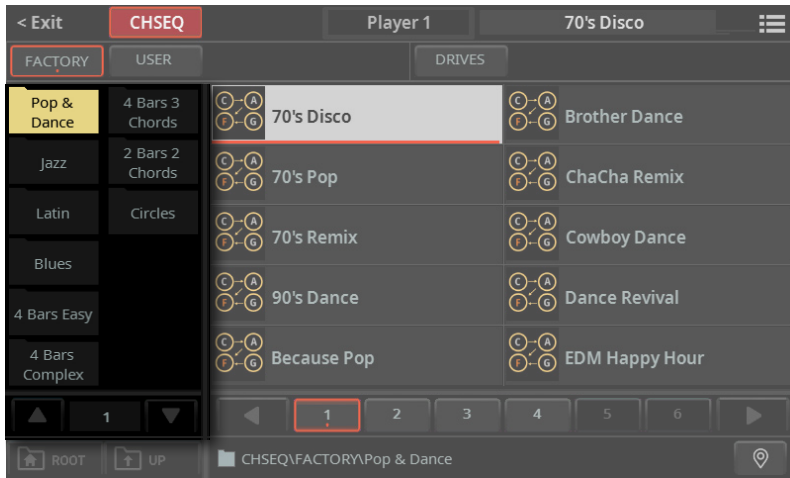 < Exit
CHSEQ
Player 1
70's Disco
FACTORY
USER
DRIVES
Pop &
Dance
4 Bars 3
Chords
Jazz
2 Bars 2
Chords
Latin
Circles
Blues
4 Bars Easy
4 Bars
Complex
1
C A
F G
70's Disco
C A
F G
Brother Dance
C A
F G
70's Pop
C A
F G
ChaCha Remix
C A
F G
70's Remix
C A
F G
Cowboy Dance
C A
F G
90's Dance
C A
F G
Dance Revival
C A
F G
Because Pop
C A
F G
EDM Happy Hour
1
2
3
4
5
6
ROOT
UP
CHSEQ\FACTORY\Pop & Dance